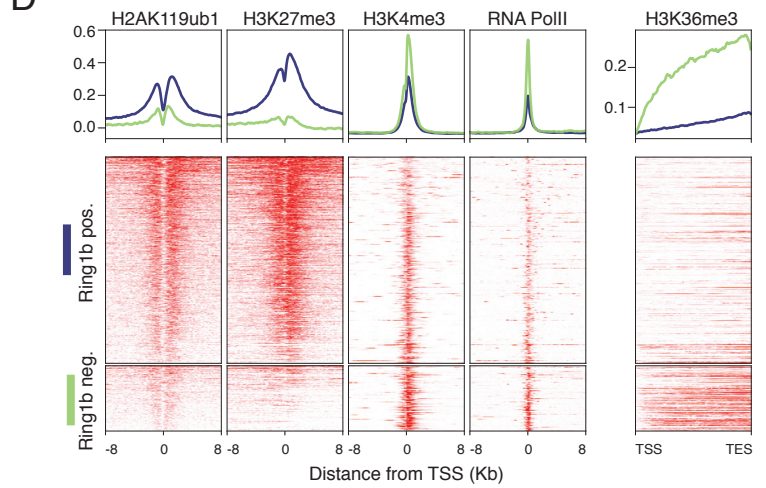 D
H2AK119ub1 H3K27me3 H3K4me3 RNA PolII H3K36me3
0.6
0.4
0.2
0.0
0.2
0.1
Ring1b pos.
Ring1b neg.
-8 0 8 -8 0 8 -8 0 8 -8 0 8 TSS TES
Distance from TSS (Kb)